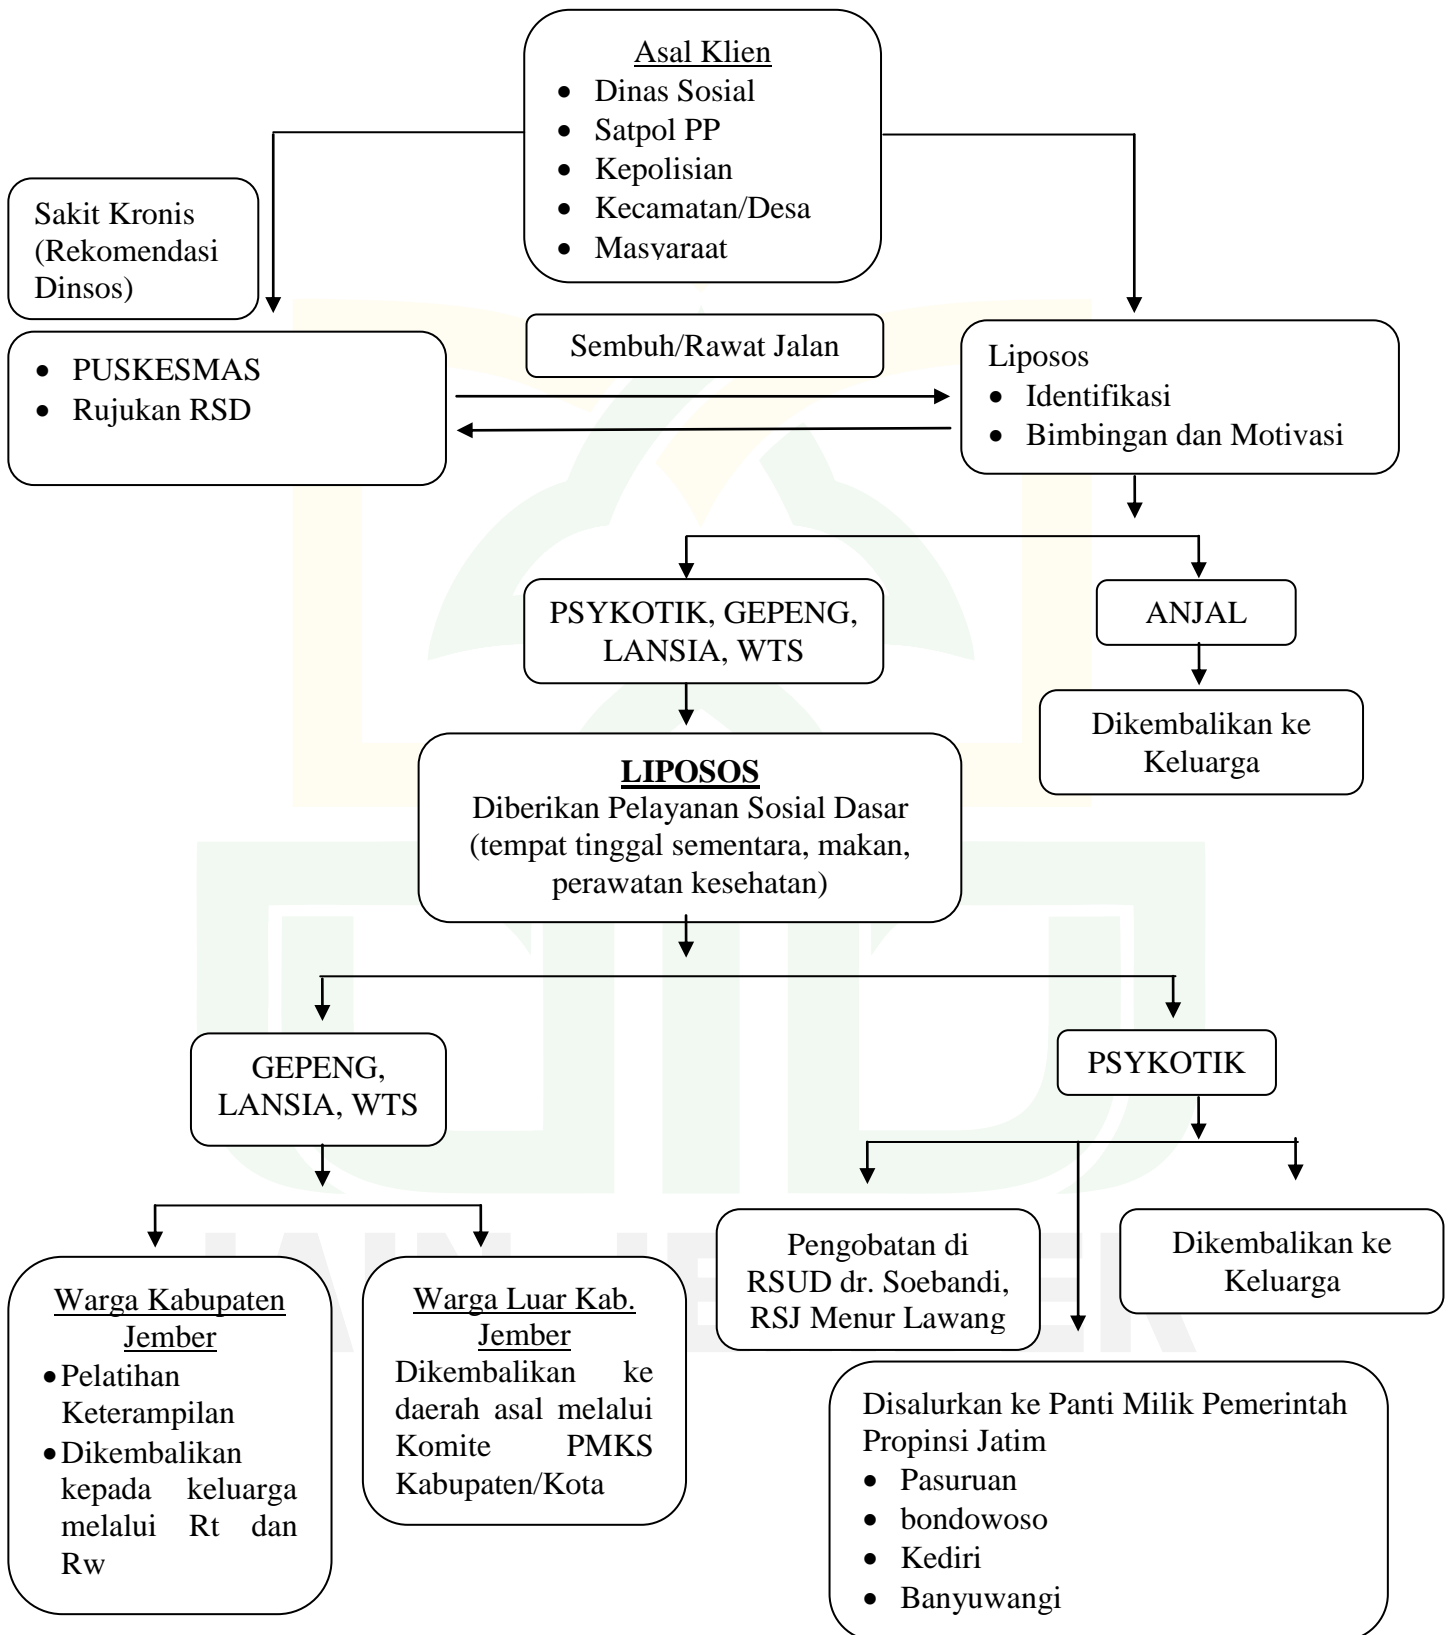 Asal Klien
• Dinas Sosial
• Satpol PP
• Kepolisian
• Kecamatan/Desa
• Masyaraat
Sakit Kronis
(Rekomendasi
Dinsos)
Sembuh/Rawat Jalan
• PUSKESMAS
• Rujukan RSD
Liposos
• Identifikasi
• Bimbingan dan Motivasi
PSYKOTIK, GEPENG,
LANSIA, WTS
ANJAL
Dikembalikan ke
Keluarga
LIPOSOS
Diberikan Pelayanan Sosial Dasar
(tempat tinggal sementara, makan,
perawatan kesehatan)
GEPENG,
LANSIA, WTS
PSYKOTIK
Warga Kabupaten
Jember
• Pelatihan
Keterampilan
• Dikembalikan
kepada keluarga
melalui Rt dan
Rw
Warga Luar Kab.
Jember
Dikembalikan ke
daerah asal melalui
Komite PMKS
Kabupaten/Kota
Pengobatan di
RSUD dr. Soebandi,
RSJ Menur Lawang
Dikembalikan ke
Keluarga
Disalurkan ke Panti Milik Pemerintah
Propinsi Jatim
• Pasuruan
• bondowoso
• Kediri
• Banyuwangi